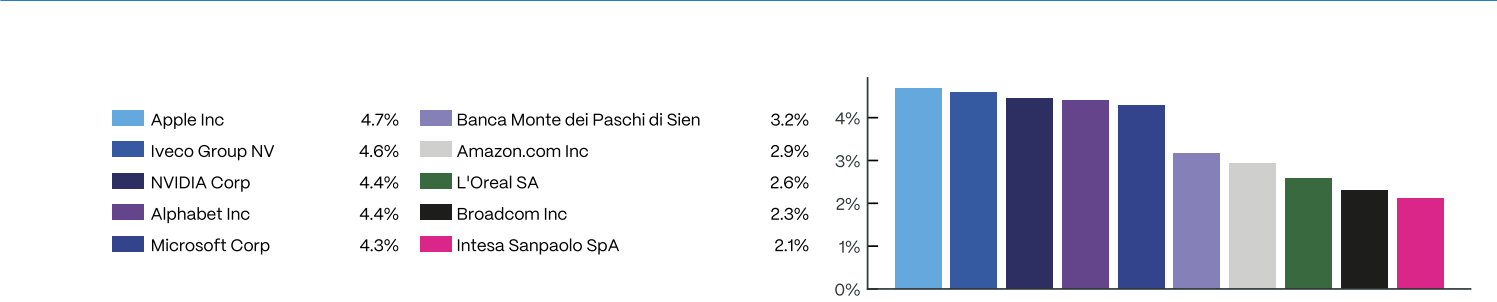 Apple Inc 4.7%
Iveco Group NV 4.6%
NVIDIA Corp 4.4%
Alphabet Inc 4.4%
Microsoft Corp 4.3%
Banca Monte dei Paschi di Sien 3.2%
Amazon.com Inc 2.9%
L'Oreal SA 2.6%
Broadcom Inc 2.3%
Intesa Sanpaolo SpA 2.1%
4%
3%
2%
1%
0%